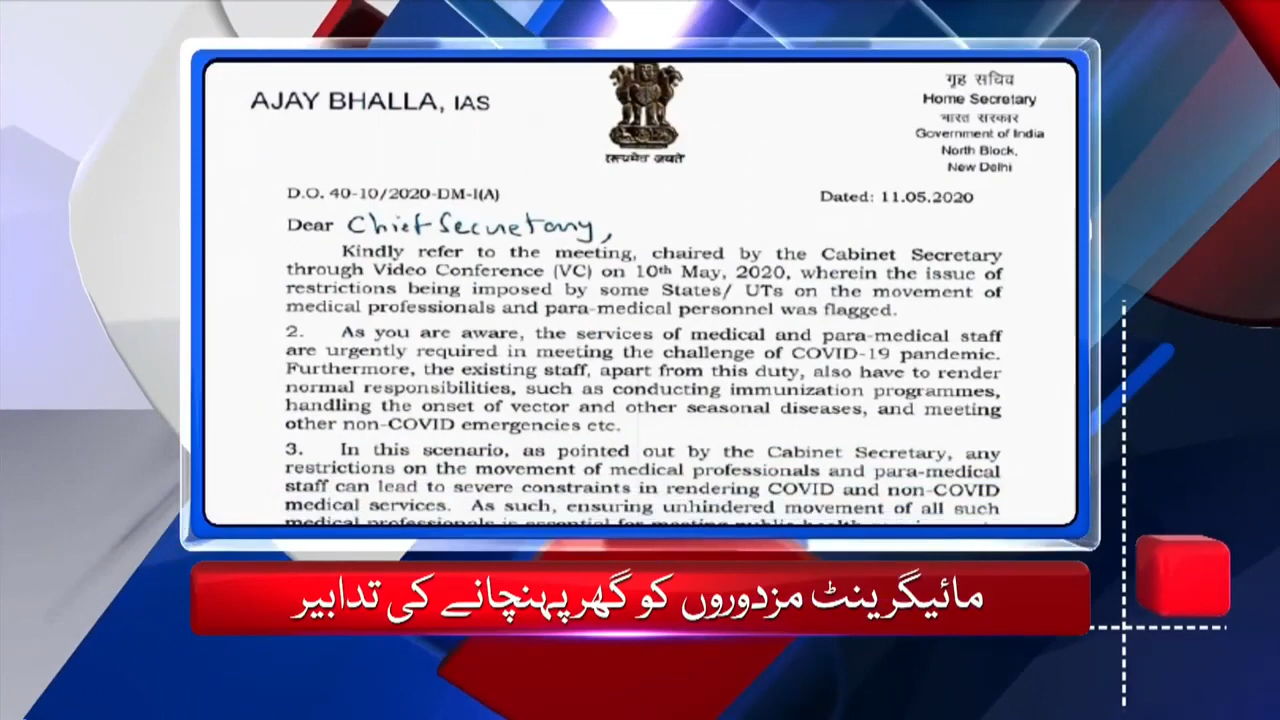 AJAY BHALLA, IAS
सत्यमेव जयते
गृह सचिव
Home Secretary
भारत सरकार
Government of India
North Block,
New Delhi
D.O. 40-10/2020-DM-I(A)
Dated: 11.05.2020
Dear Chief Secretary,
Kindly refer to the meeting, chaired by the Cabinet Secretary
through Video Conference (VC) on 10th May, 2020, wherein the issue of
restrictions being imposed by some States/ UTs on the movement of
medical professionals and para-medical personnel was flagged.
2. As you are aware, the services of medical and para-medical staff
are urgently required in meeting the challenge of COVID-19 pandemic.
Furthermore, the existing staff, apart from this duty, also have to render
normal responsibilities, such as conducting immunization programmes,
handling the onset of vector and other seasonal diseases, and meeting
other non-COVID emergencies etc.
3. In this scenario, as pointed out by the Cabinet Secretary, any
restrictions on the movement of medical professionals and para-medical
staff can lead to severe constraints in rendering COVID and non-COVID
medical services. As such, ensuring unhindered movement of all such
medical professionals is essential for meeting public health
مائیگرینٹ مزدوروں کو گھر پہنچانے کی تدابیر